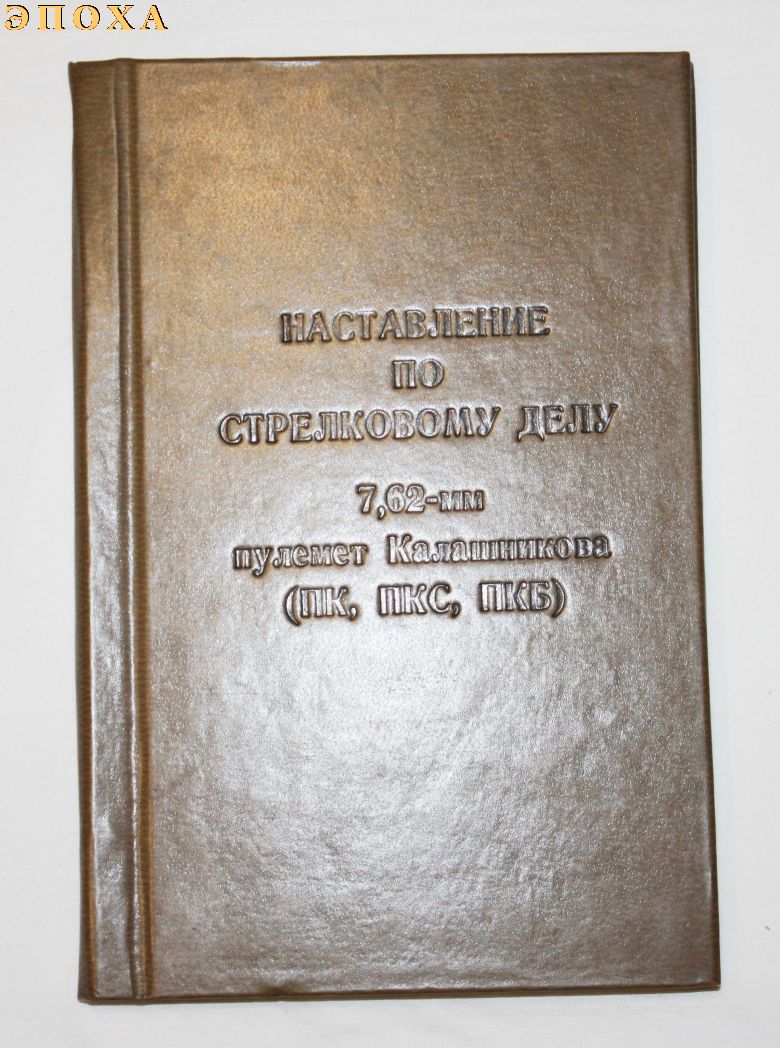 ЭПОХА
НАСТАВЛЕНИЕ
ПО
СТРЕЛКОВОМУ ДЕЛУ
7,62-мм
пулемет Калашникова
(ПК, ПКС, ПКБ)